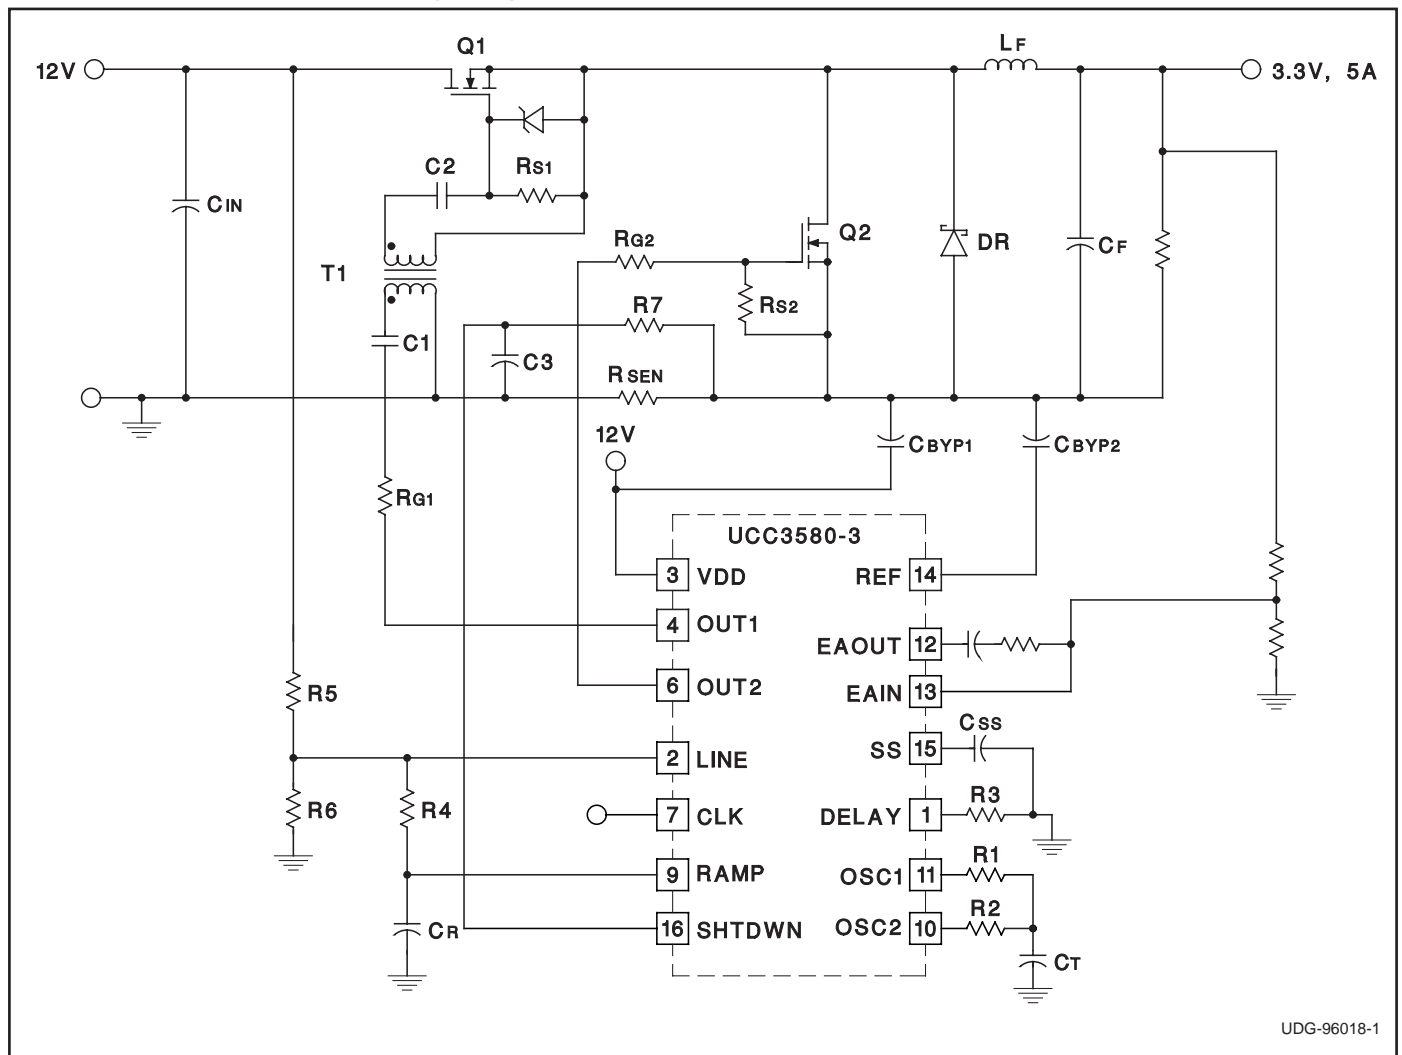 Q1
LF
12V
3.3V, 5A
C2
RS1
CIN
RG2
Q2
DR
CF
T1
R7
RS2
C1
C3
RSEN
12V
CBYP1
CBYP2
RG1
UCC3580-3
3 VDD
REF 14
4 OUT1
EAOUT 12
6 OUT2
EAIN 13
R5
CSS
2 LINE
SS 15
R6
R4
R3
7 CLK
DELAY 1
R1
9 RAMP
OSC1 11
R2
CR
16 SHTDWN
OSC2 10
CT
UDG-96018-1